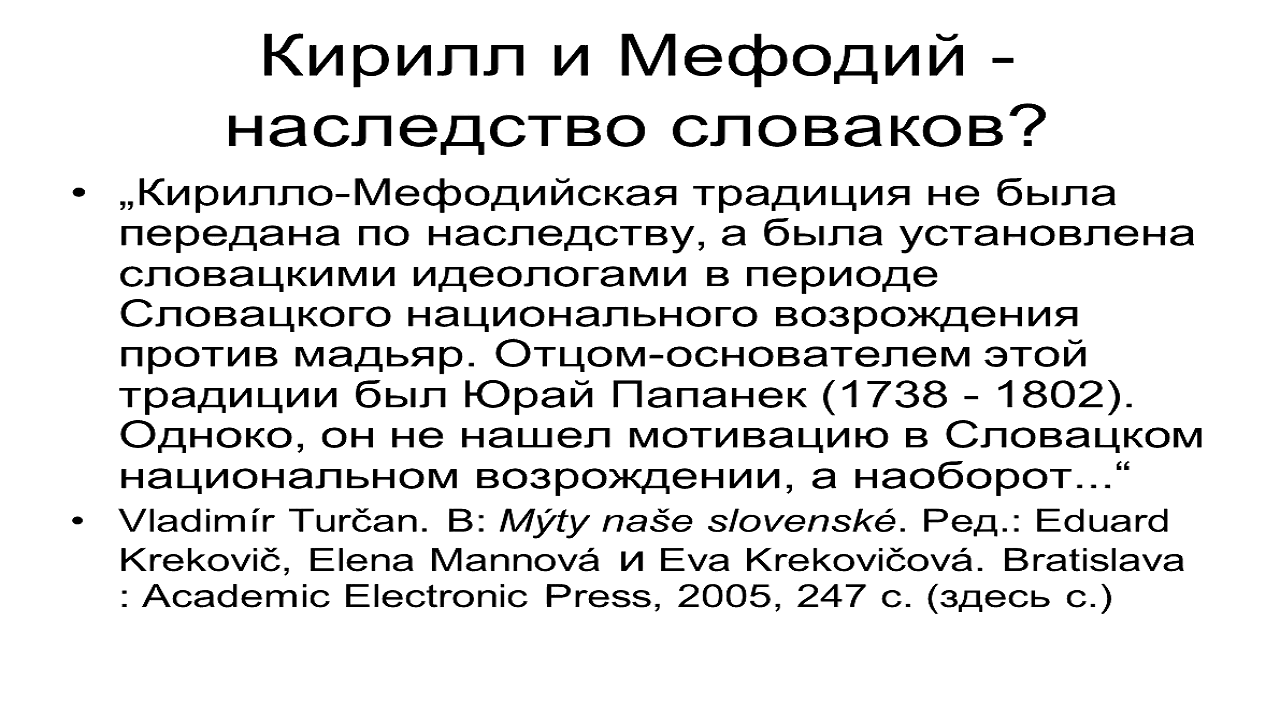 Кирилл и Мефодий -
наследство словаков?
• „Кирилло-Мефодийская традиция не была
передана по наследству, а была установлена
словацкими идеологами в периоде
Словацкого национального возрождения
против мадьяр. Отцом-основателем этой
традиции был Юрай Папанек (1738 - 1802).
Одноко, он не нашел мотивацию в Словацком
национальном возрождении, а наоборот...“
• Vladimír Turčan. В: Mýty naše slovenské. Ред.: Eduard
Krekovič, Elena Mannová и Eva Krekovičová. Bratislava
: Academic Electronic Press, 2005, 247 с. (здесь с.)